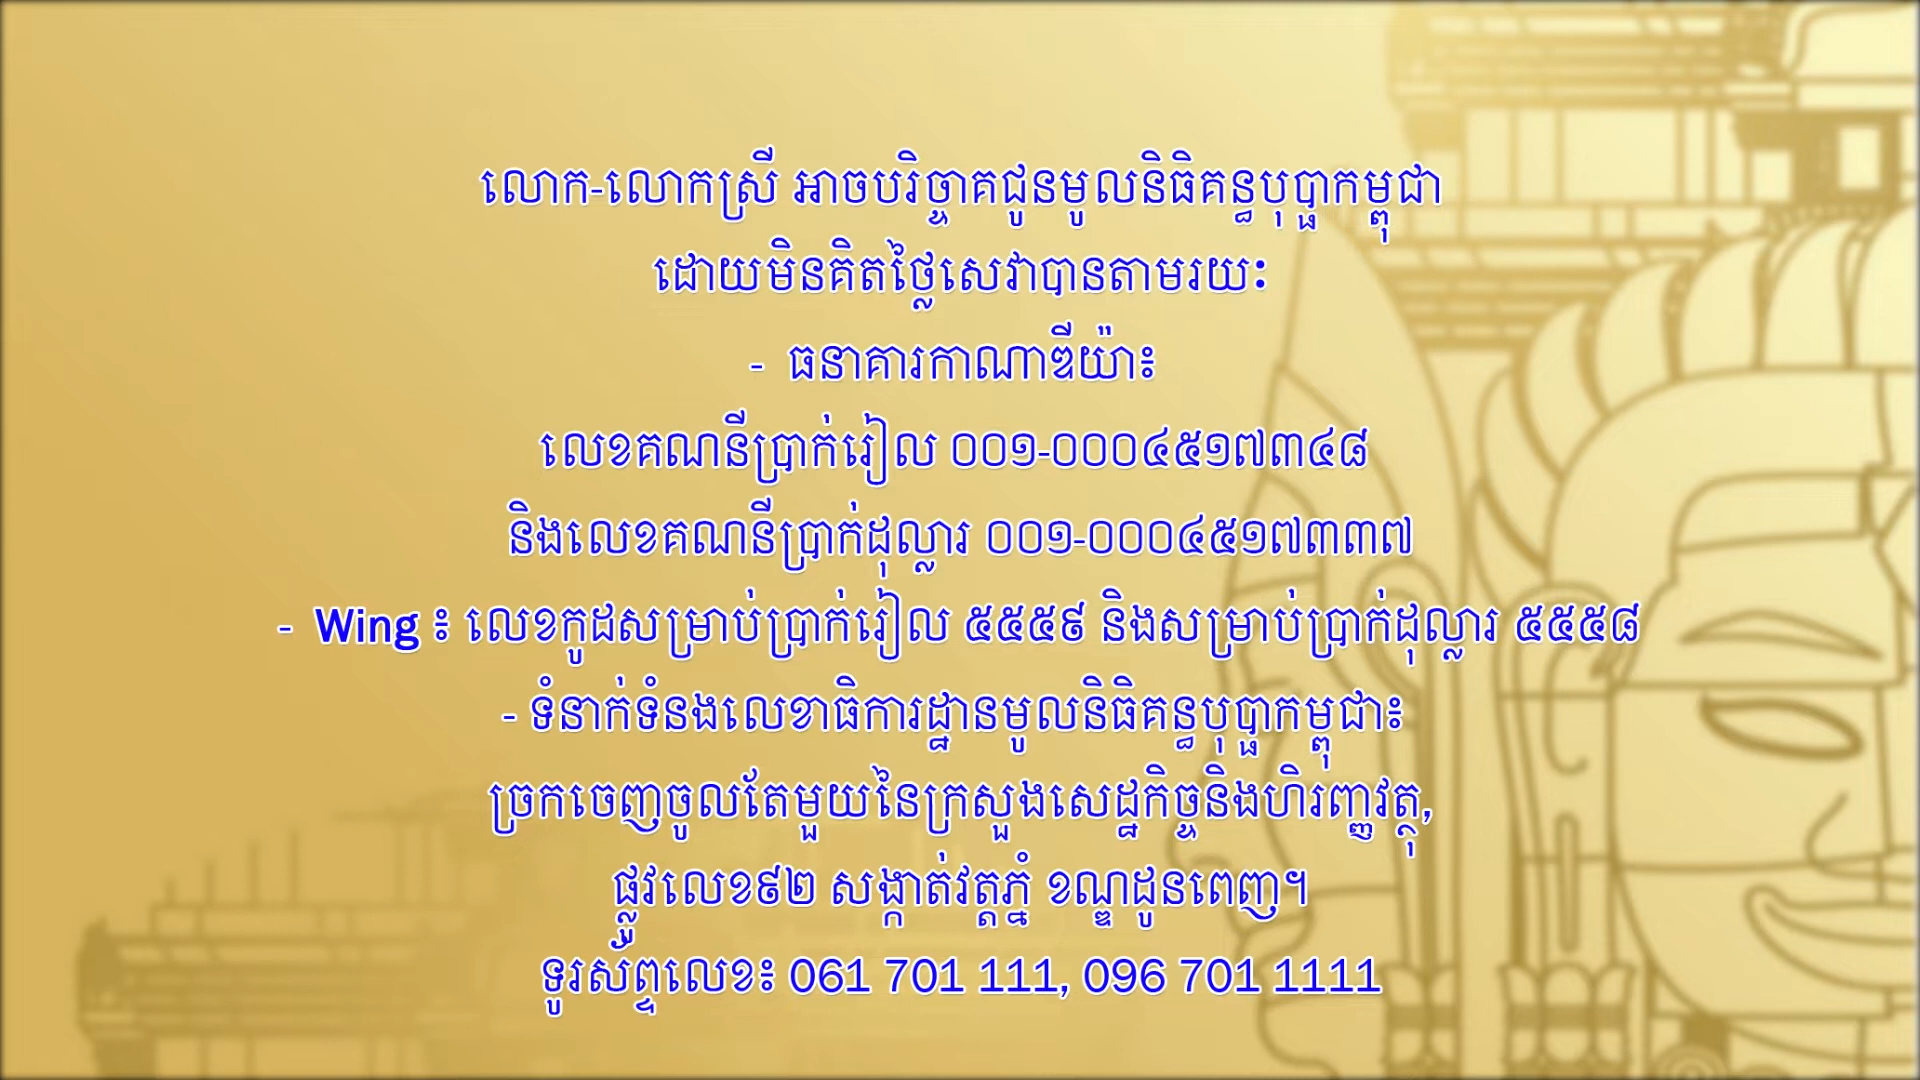 លោក-លោកស្រី អាចបរិច្ចាគជូនមូលនិធិគន្ធបុប្ផាកម្ពុជា
ដោយមិនគិតថ្លៃសេវាបានតាមរយៈ
- ធនាគារកាណាឌីយ៉ា៖
លេខគណនីប្រាក់រៀល ០០១-០០០៤៥១៧៣៤៨
និងលេខគណនីប្រាក់ដុល្លារ ០០១-០០០៤៥១៧៣៣៧
- Wing ៖ លេខកូដសម្រាប់ប្រាក់រៀល ៥៥៥៩ និងសម្រាប់ប្រាក់ដុល្លារ ៥៥៥៨
- ទំនាក់ទំនងលេខាធិការដ្ឋានមូលនិធិគន្ធបុប្ផាកម្ពុជា៖
ច្រកចេញចូលតែមួយនៃក្រសួងសេដ្ឋកិច្ចនិងហិរញ្ញវត្ថុ,
ផ្លូវលេខ៩២ សង្កាត់វត្តភ្នំ ខណ្ឌដូនពេញ។
ទូរស័ព្ទលេខ៖ 061 701 111, 096 701 1111